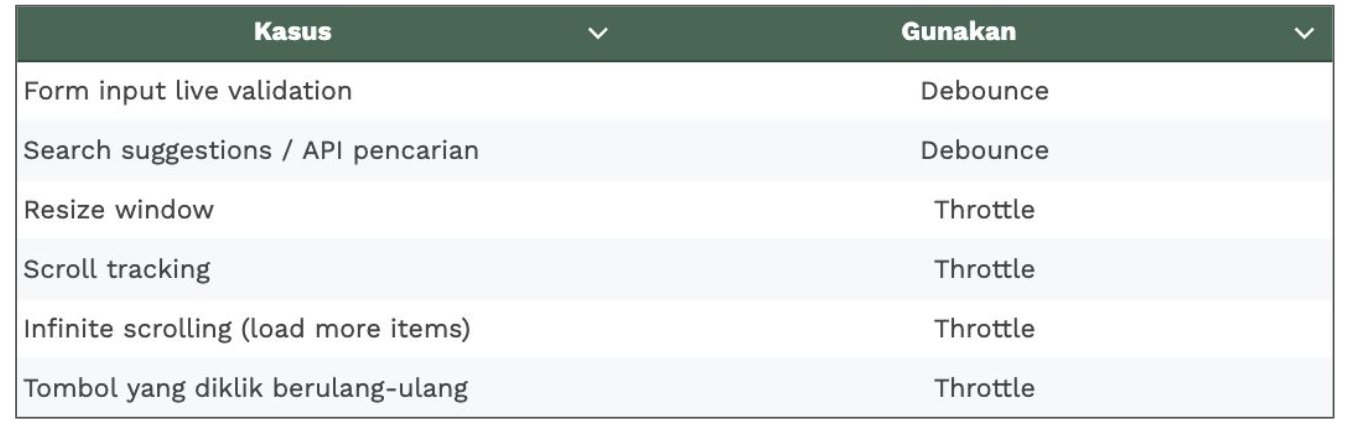 Kasus Gunakan
Form input live validation Debounce
Search suggestions / API pencarian Debounce
Resize window Throttle
Scroll tracking Throttle
Infinite scrolling (load more items) Throttle
Tombol yang diklik berulang-ulang Throttle